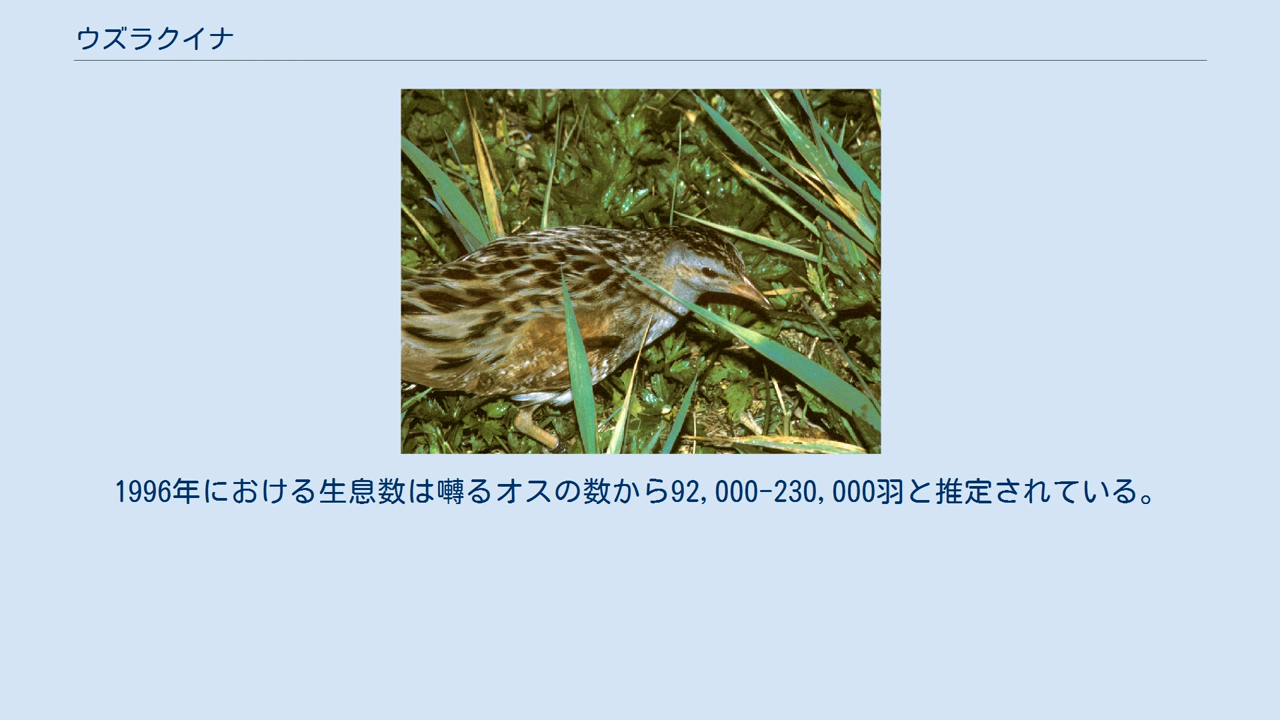 ウズラクイナ
1996年における生息数は囀るオスの数から92,000-230,000羽と推定されている。